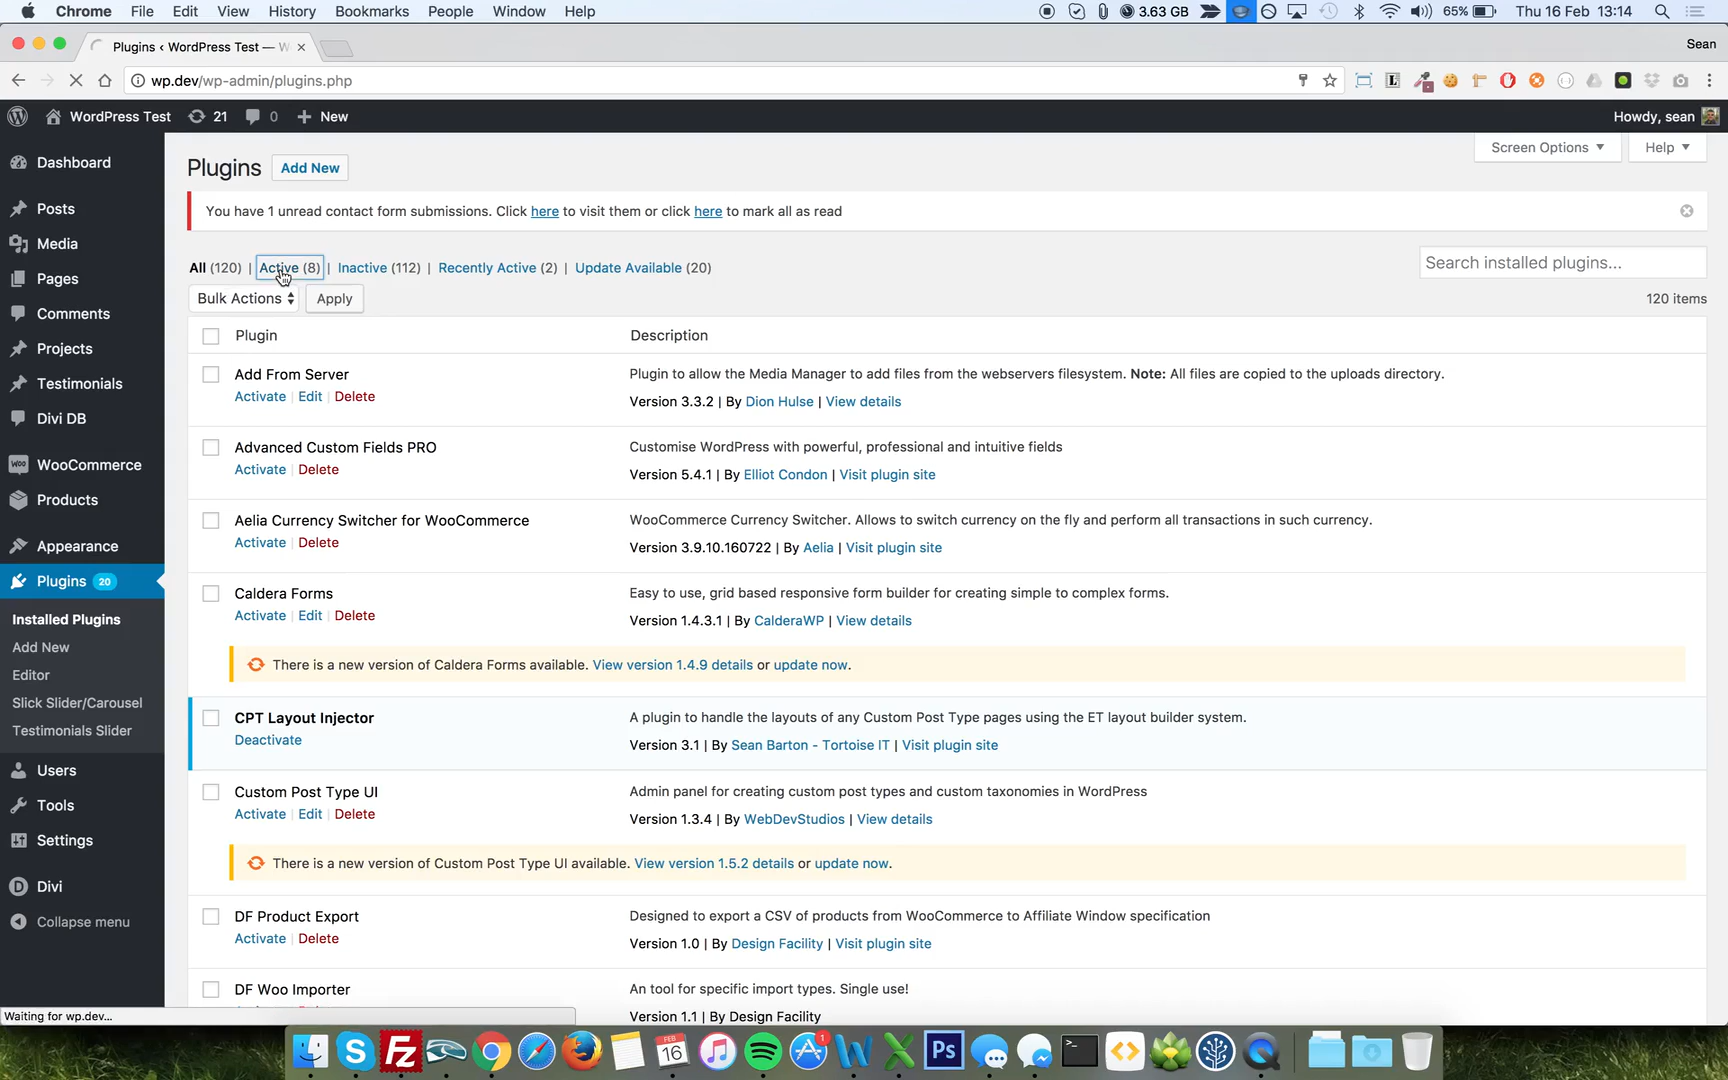 Chrome File Edit View History Bookmarks People Window Help 3.63 GB 65% Thu 16 Feb 13:14
Plugins ‹ WordPress Test — W Sean
wp.dev/wp-admin/plugins.php
WordPress Test 21 0 New Howdy, sean
Dashboard
Posts
Media
Pages
Comments
Projects
Testimonials
Divi DB
WooCommerce
Products
Appearance
Plugins 20
Installed Plugins
Add New
Editor
Slick Slider/Carousel
Testimonials Slider
Users
Tools
Settings
Divi
Collapse menu
Screen Options Help
Plugins Add New
You have 1 unread contact form submissions. Click here to visit them or click here to mark all as read
All (120) | Active (8) | Inactive (112) | Recently Active (2) | Update Available (20)
Search installed plugins...
Bulk Actions Apply 120 items
Plugin Description
Add From Server Plugin to allow the Media Manager to add files from the webservers filesystem. Note: All files are copied to the uploads directory.
Activate | Edit | Delete Version 3.3.2 | By Dion Hulse | View details
Advanced Custom Fields PRO Customise WordPress with powerful, professional and intuitive fields
Activate | Delete Version 5.4.1 | By Elliot Condon | Visit plugin site
Aelia Currency Switcher for WooCommerce WooCommerce Currency Switcher. Allows to switch currency on the fly and perform all transactions in such currency.
Activate | Delete Version 3.9.10.160722 | By Aelia | Visit plugin site
Caldera Forms Easy to use, grid based responsive form builder for creating simple to complex forms.
Activate | Edit | Delete Version 1.4.3.1 | By CalderaWP | View details
There is a new version of Caldera Forms available. View version 1.4.9 details or update now.
CPT Layout Injector A plugin to handle the layouts of any Custom Post Type pages using the ET layout builder system.
Deactivate Version 3.1 | By Sean Barton - Tortoise IT | Visit plugin site
Custom Post Type UI Admin panel for creating custom post types and custom taxonomies in WordPress
Activate | Edit | Delete Version 1.3.4 | By WebDevStudios | View details
There is a new version of Custom Post Type UI available. View version 1.5.2 details or update now.
DF Product Export Designed to export a CSV of products from WooCommerce to Affiliate Window specification
Activate | Delete Version 1.0 | By Design Facility | Visit plugin site
DF Woo Importer An tool for specific import types. Single use!
Version 1.1 | By Design Facility
Waiting for wp.dev...
FEB
16
1
Ps